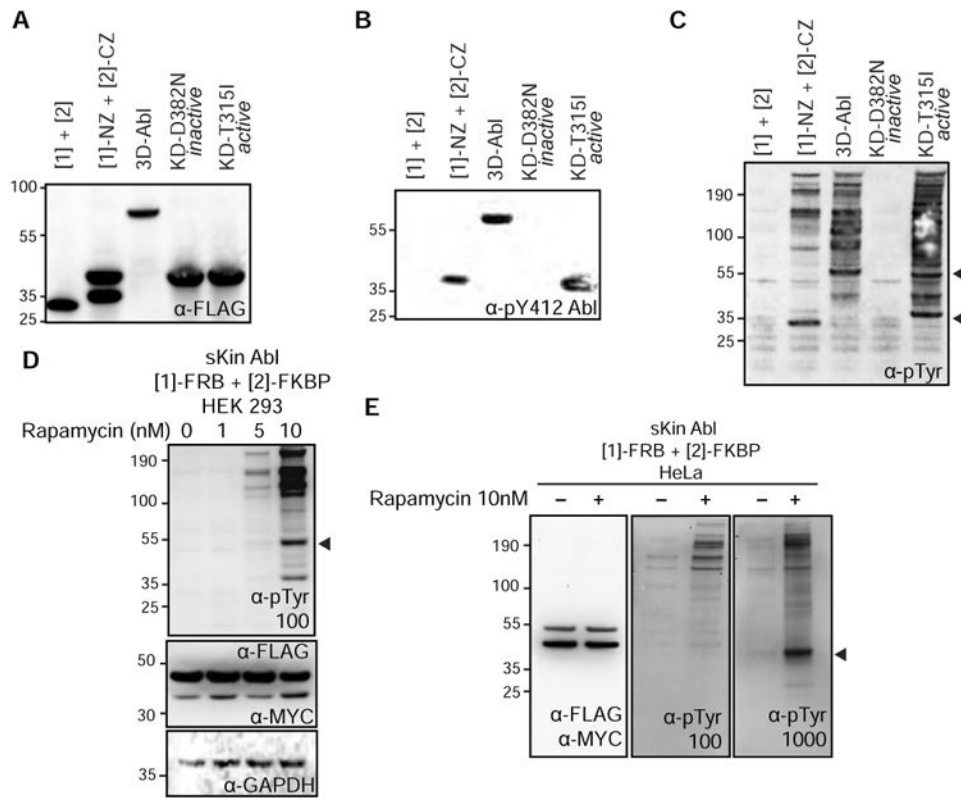 A
[1] + [2]
[1]-NZ + [2]-CZ
3D-Abl
KD-D382N
inactive
KD-T315I
active
100
55
35
25
α-FLAG
B
[1] + [2]
[1]-NZ + [2]-CZ
3D-Abl
KD-D382N
inactive
KD-T315I
active
55
35
25
α-pY412 Abl
C
[1] + [2]
[1]-NZ + [2]-CZ
3D-Abl
KD-D382N
inactive
KD-T315I
active
190
100
55
35
25
α-pTyr
D
sKin Abl
[1]-FRB + [2]-FKBP
HEK 293
Rapamycin (nM) 0 1 5 10
190
100
55
35
25
α-pTyr
100
50
30
α-FLAG
α-MYC
35
α-GAPDH
E
sKin Abl
[1]-FRB + [2]-FKBP
HeLa
Rapamycin 10nM − + − + − +
190
100
55
35
25
α-FLAG
α-MYC
α-pTyr
100
α-pTyr
1000